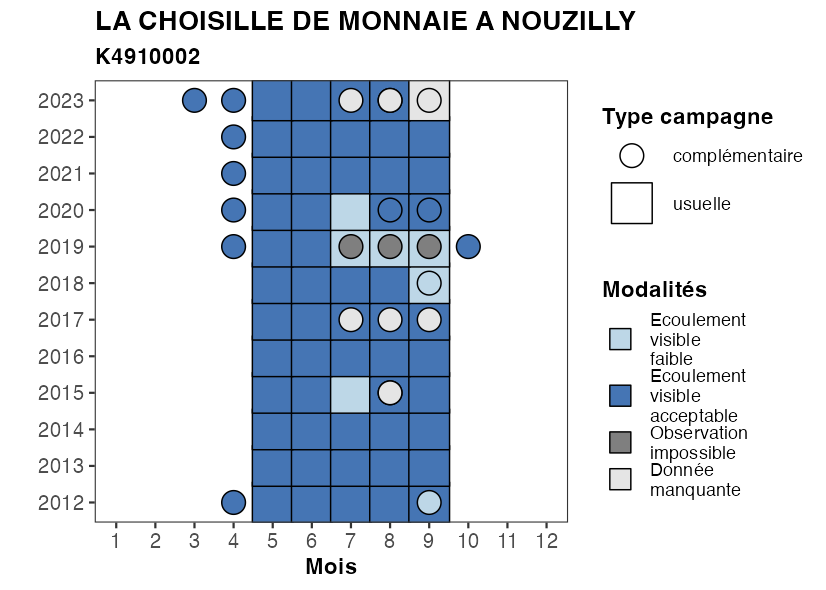 LA CHOISILLE DE MONNAIE A NOUZILLY
K4910002
2023
2022
2021
2020
2019
2018
2017
2016
2015
2014
2013
2012
1 2 3 4 5 6 7 8 9 10 11 12
Mois
Type campagne
complémentaire
usuelle
Modalités
Ecoulement
visible
faible
Ecoulement
visible
acceptable
Observation
impossible
Donnée
manquante